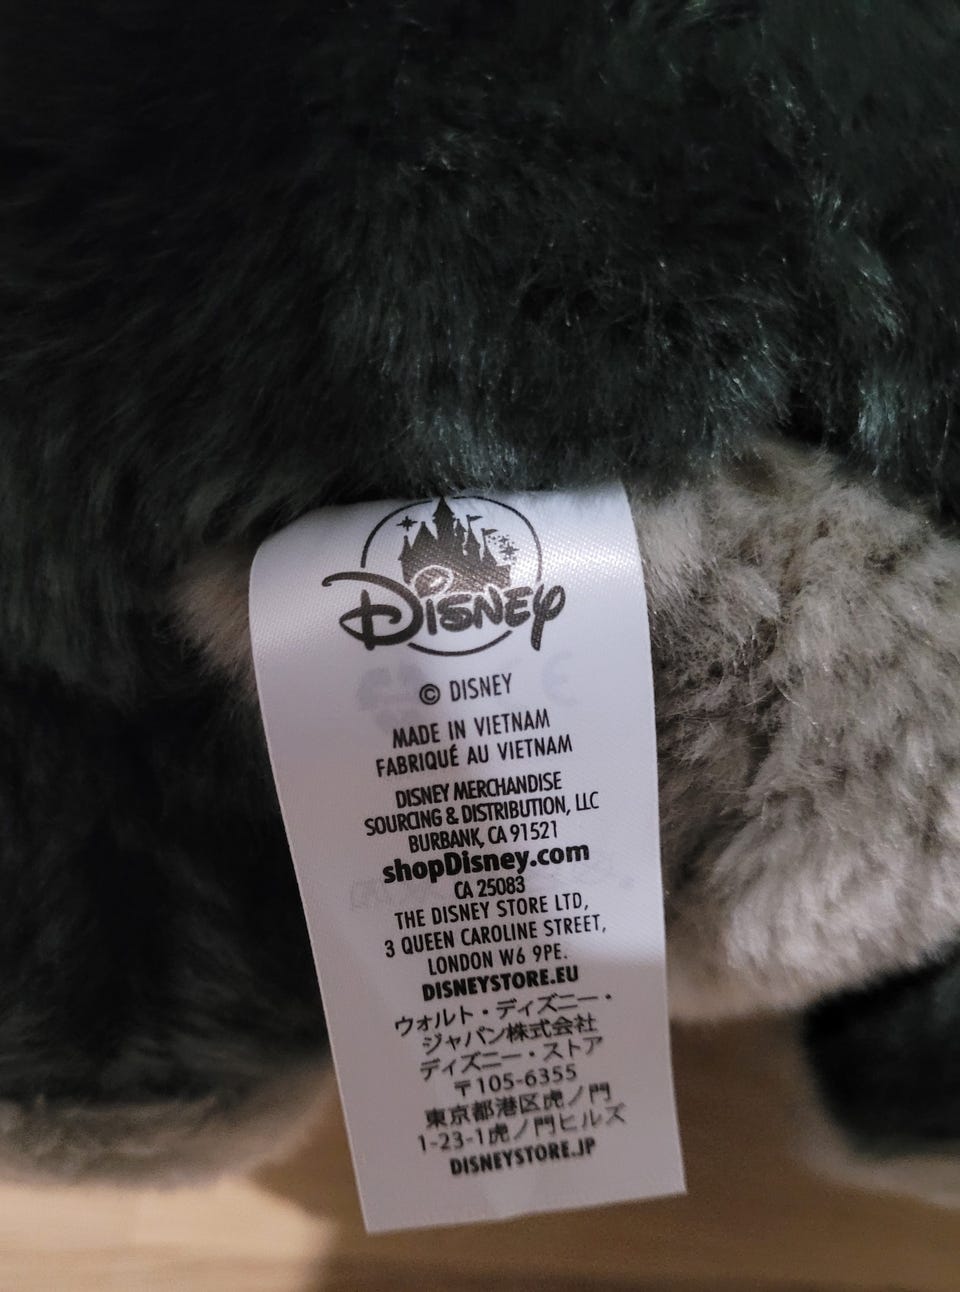 DISNEY
© DISNEY
MADE IN VIETNAM
FABRIQUÉ AU VIETNAM
DISNEY MERCHANDISE
SOURCING & DISTRIBUTION, LLC
BURBANK, CA 91521
shopDisney.com
CA 25083
THE DISNEY STORE LTD,
3 QUEEN CAROLINE STREET,
LONDON W6 9PE.
DISNEYSTORE.EU
ウォルト・ディズニー・
ジャパン株式会社
ディズニー・ストア
〒105-6355
東京都港区虎ノ門
1-23-1虎ノ門ヒルズ
DISNEYSTORE.JP